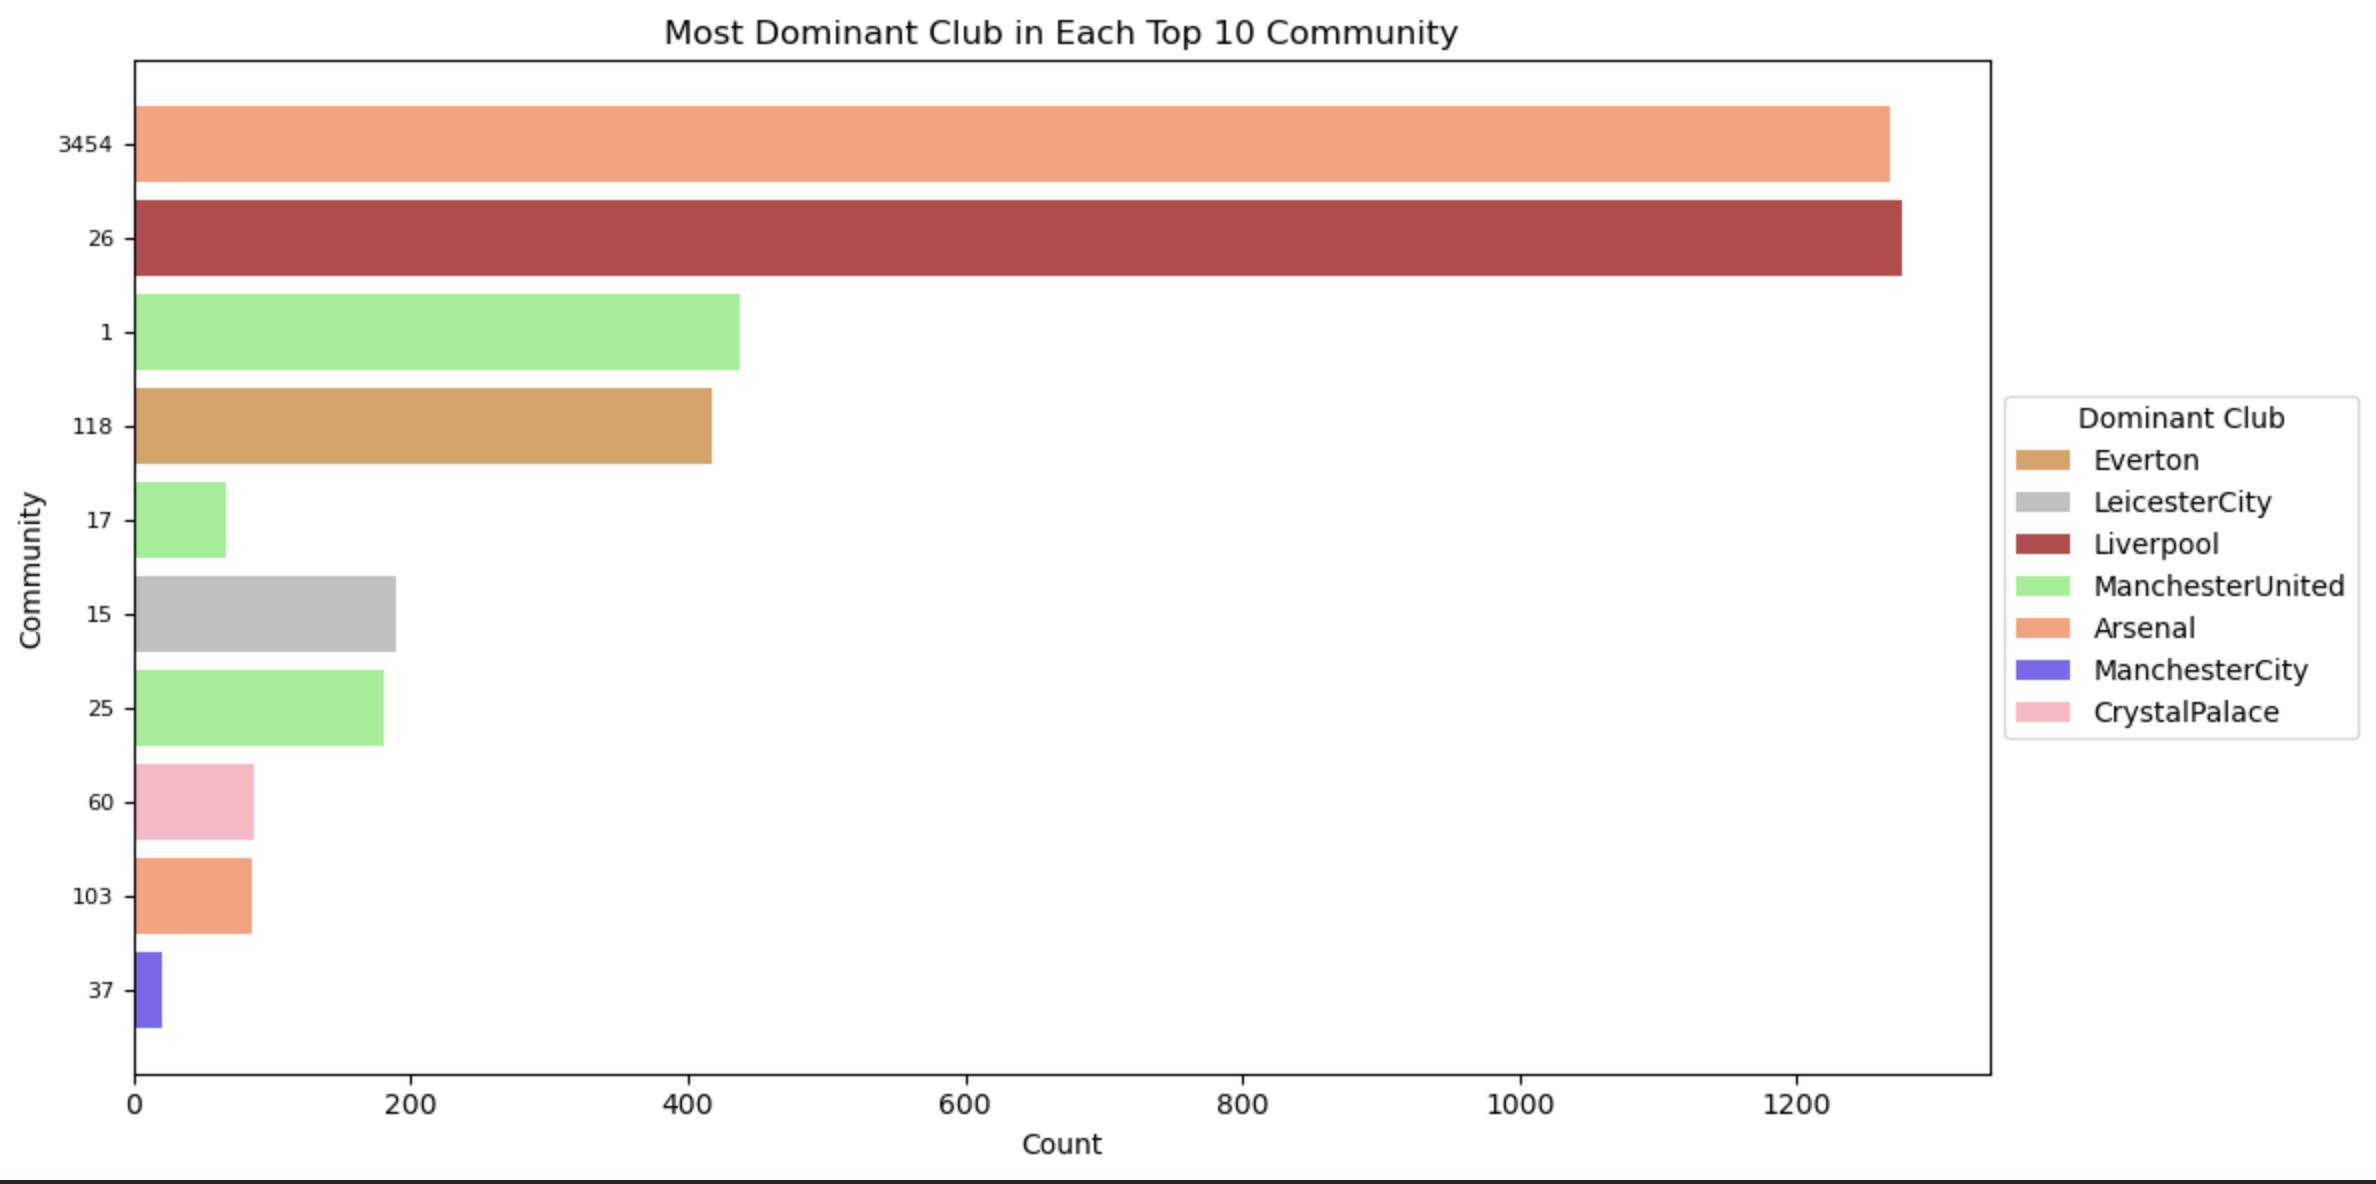 Most Dominant Club in Each Top 10 Community
3454
26
1
118
17
15
25
60
103
37
Community
0 200 400 600 800 1000 1200
Count
Dominant Club
Everton
LeicesterCity
Liverpool
ManchesterUnited
Arsenal
ManchesterCity
CrystalPalace